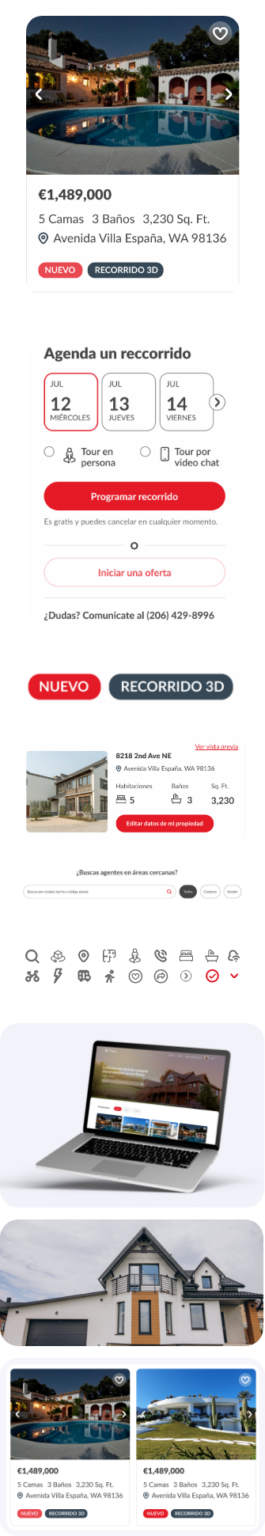 €1,489,000
5 Camas 3 Baños 3,230 Sq. Ft.
Avenida Villa España, WA 98136
NUEVO RECORRIDO 3D
Agenda un reccorrido
JUL JUL JUL
12 13 14
MIÉRCOLES JUEVES VIERNES
Tour en persona Tour por video chat
Programar recorrido
Es gratis y puedes cancelar en cualquier momento.
O
Iniciar una oferta
¿Dudas? Comunicate al (206) 429-8996
NUEVO RECORRIDO 3D
Ver vista previa
8218 2nd Ave NE
Avenida Villa España, WA 98136
Habitaciones Baños Sq. Ft.
5 3 3,230
Editar datos de mi propiedad
¿Buscas agentes en áreas cercanas?
€1,489,000 €1,489,000
5 Camas 3 Baños 3,230 Sq. Ft. 5 Camas 3 Baños 3,230 Sq. Ft.
Avenida Villa España, WA 98136 Avenida Villa España, WA 98136
NUEVO RECORRIDO 3D NUEVO RECORRIDO 3D